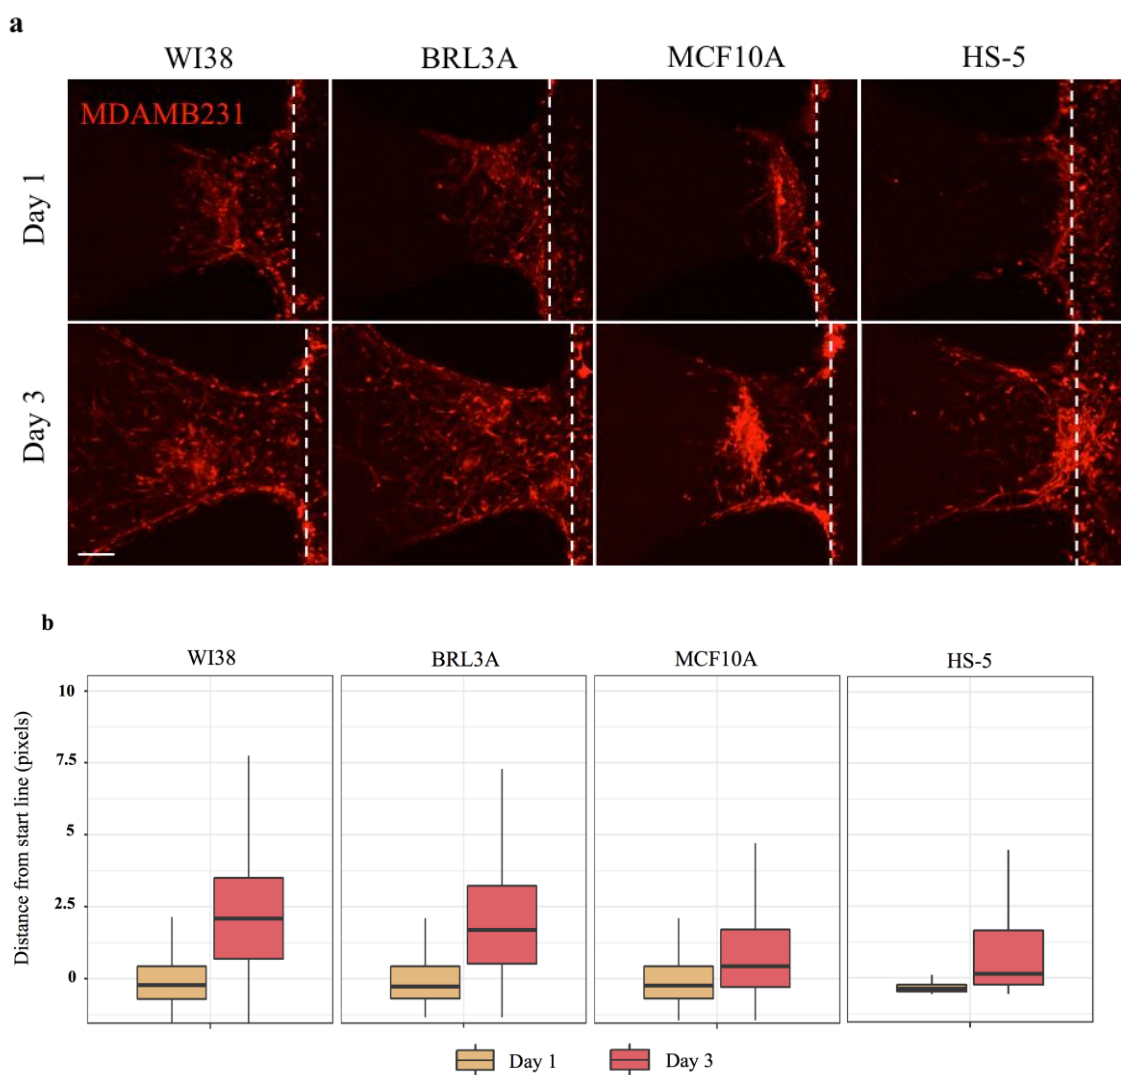 a
WI38 BRL3A MCF10A HS-5
MDAMB231
Day 1
Day 3
b
WI38 BRL3A MCF10A HS-5
Distance from start line (pixels)
10
7.5
5
2.5
0
Day 1 Day 3